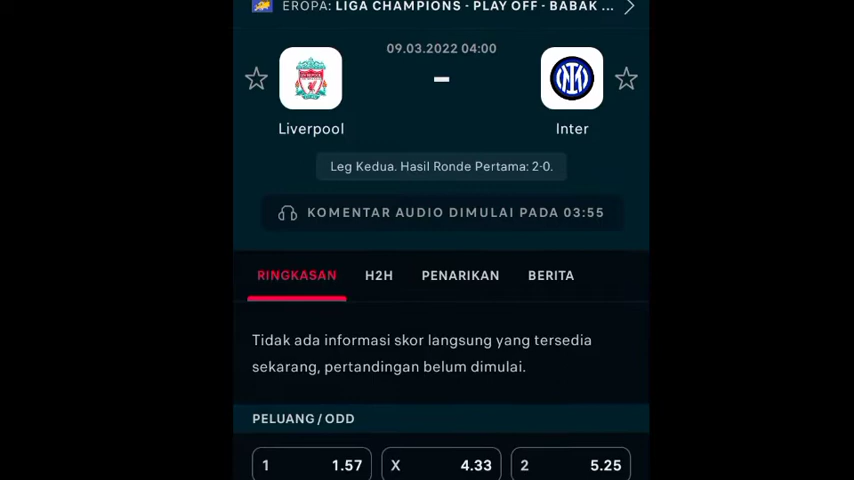 EROPA: LIGA CHAMPIONS - PLAY OFF - BABAK ...
09.03.2022 04:00
-
Liverpool
Inter
Leg Kedua. Hasil Ronde Pertama: 2-0.
KOMENTAR AUDIO DIMULAI PADA 03:55
RINGKASAN H2H PENARIKAN BERITA
Tidak ada informasi skor langsung yang tersedia
sekarang, pertandingan belum dimulai.
PELUANG/ODD
1 1.57 X 4.33 2 5.25